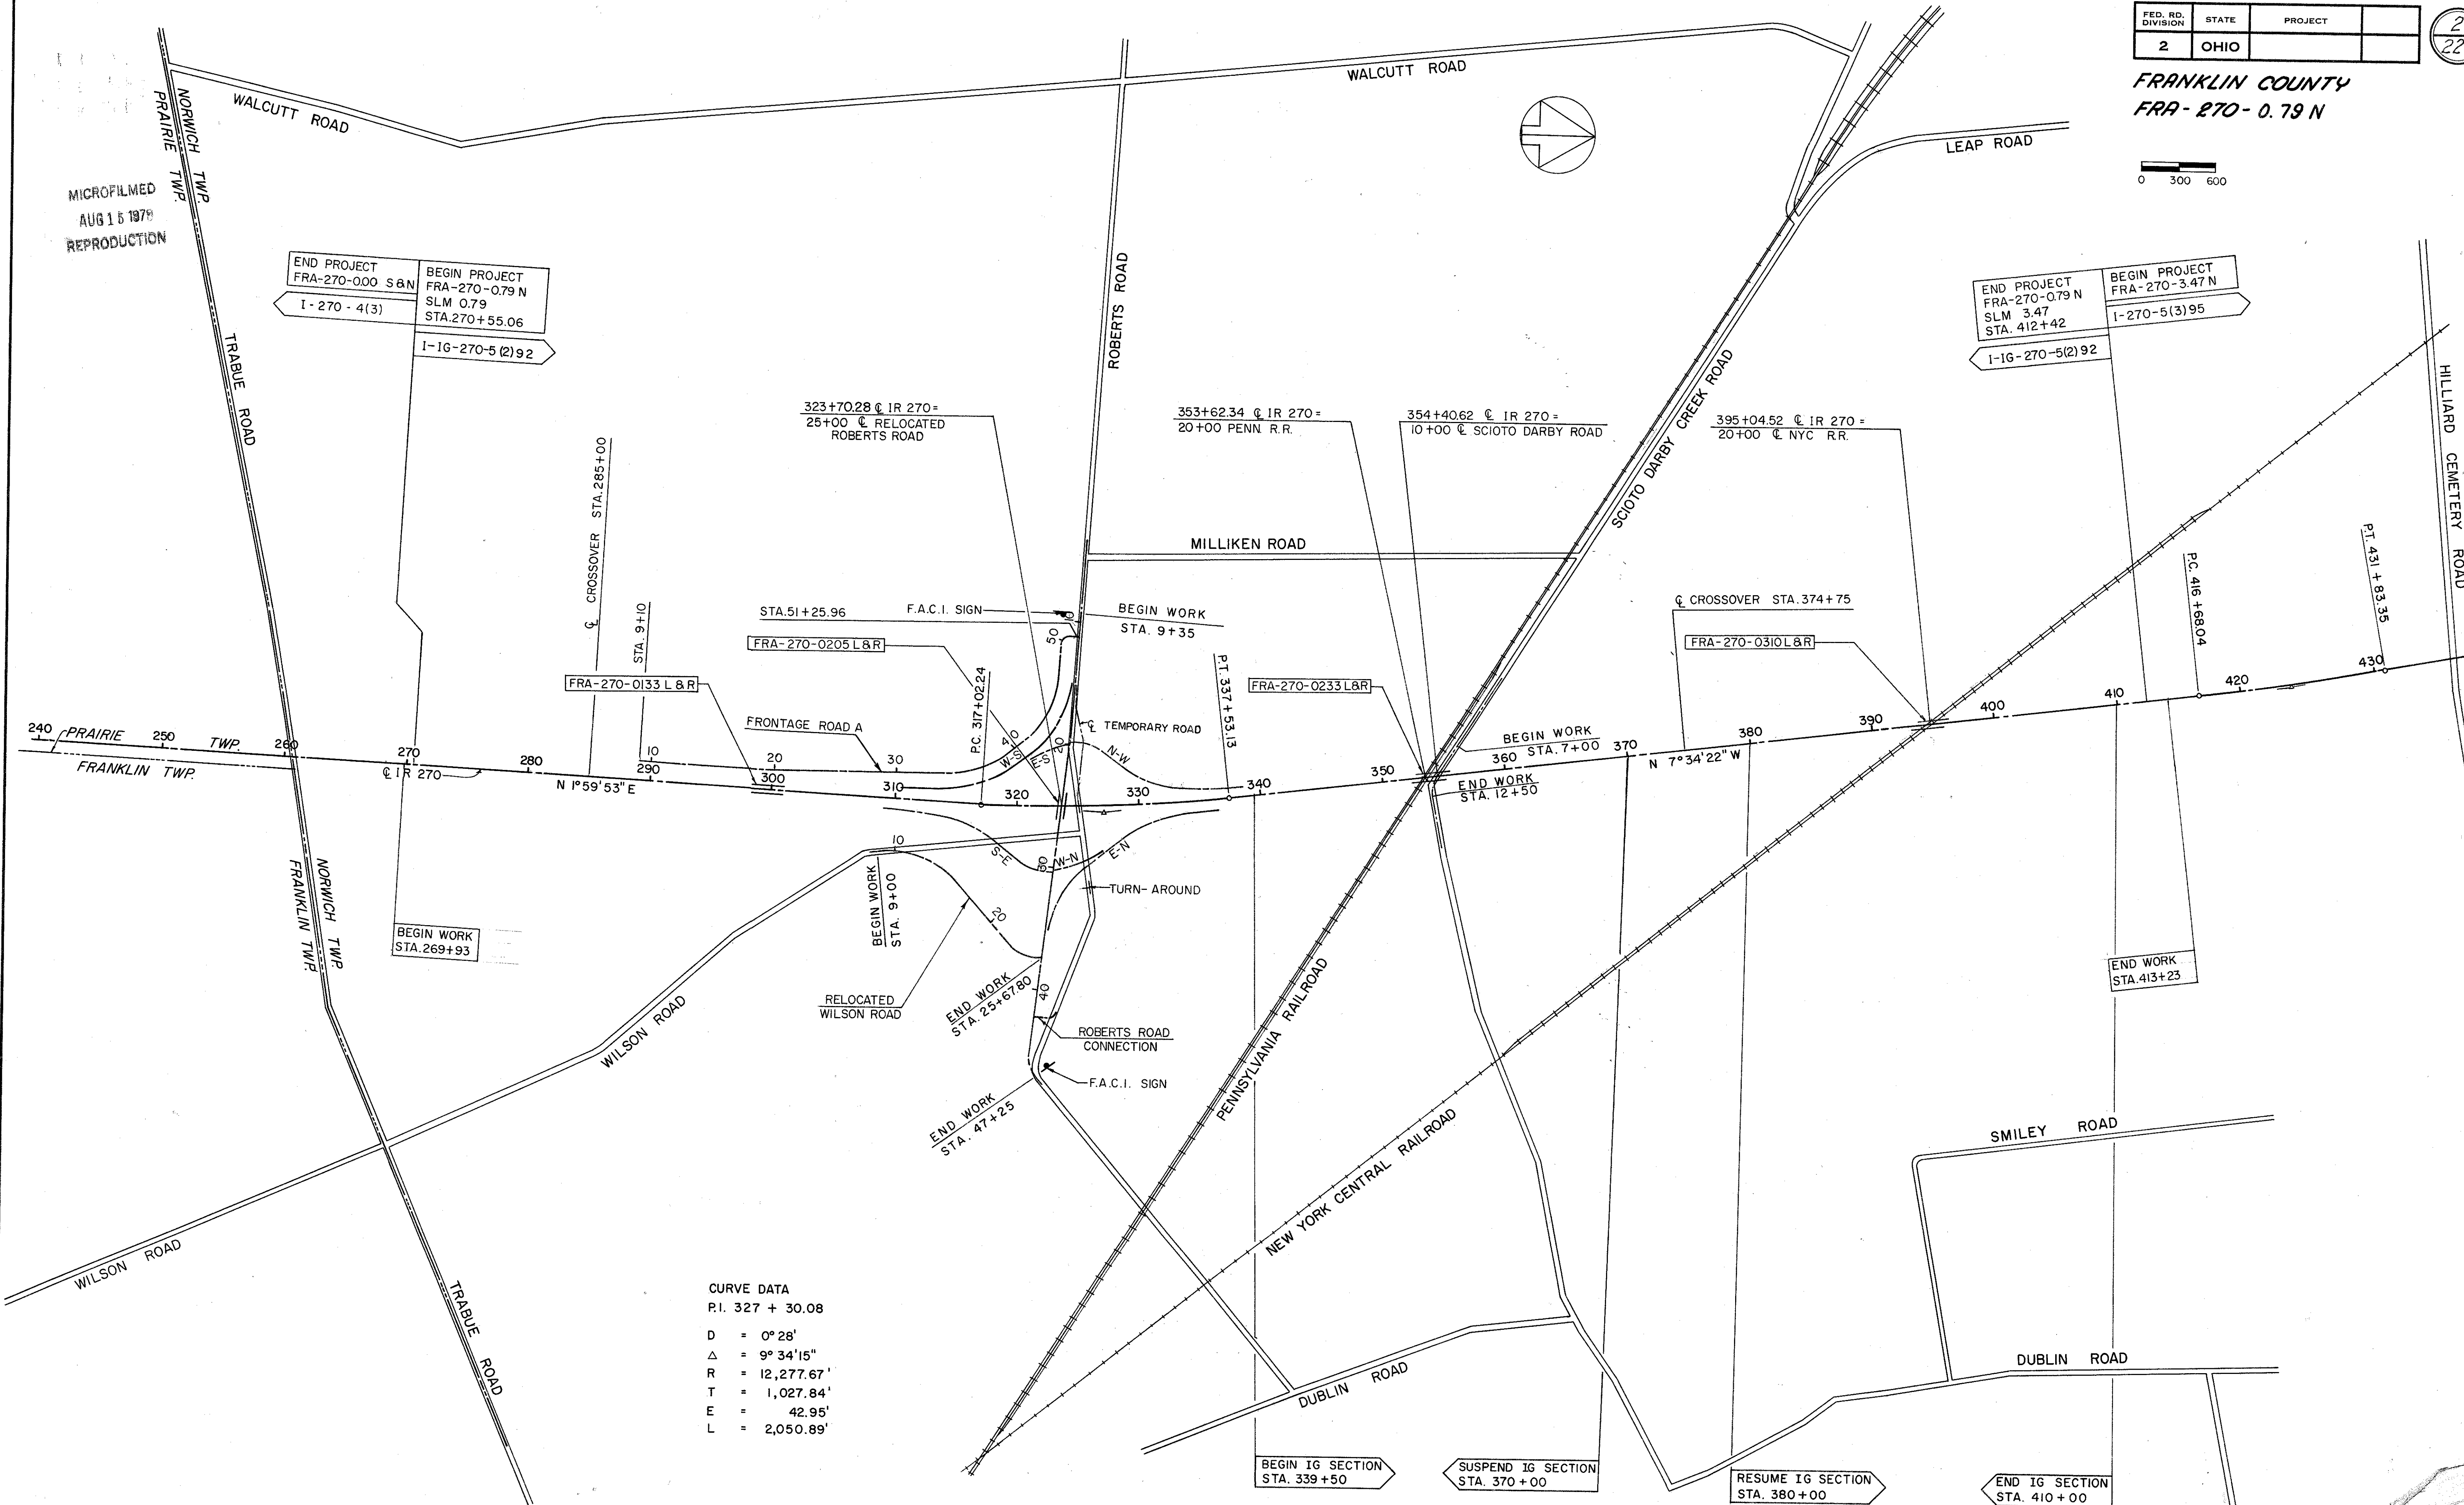 FED. RD. DIVISION
STATE
PROJECT
2
OHIO
2
22
FRANKLIN COUNTY
FRA-270-0.79 N
0 300 600
MICROFILMED
AUG 15 1979
REPRODUCTION
WALCUTT ROAD
WALCUTT ROAD
NORWICH TWP.
PRAIRIE TWP.
LEAP ROAD
END PROJECT
FRA-270-0.00 S&N
I-270-4(3)
BEGIN PROJECT
FRA-270-0.79 N
SLM 0.79
STA.270+55.06
I-IG-270-5(2)92
TRABUE ROAD
ROBERTS ROAD
END PROJECT
FRA-270-0.79 N
SLM 3.47
STA. 412+42
I-IG-270-5(2)92
BEGIN PROJECT
FRA-270-3.47 N
I-270-5(3)95
HILLIARD CEMETERY ROAD
323+70.28 ℄ IR 270 =
25+00 ℄ RELOCATED
ROBERTS ROAD
353+62.34 ℄ IR 270 =
20+00 PENN. R.R.
354+40.62 ℄ IR 270 =
10+00 ℄ SCIOTO DARBY ROAD
395+04.52 ℄ IR 270 =
20+00 ℄ NYC R.R.
SCIOTO DARBY CREEK ROAD
MILLIKEN ROAD
℄ CROSSOVER STA.285+00
STA. 9+10
STA.51+25.96
F.A.C.I. SIGN
10
BEGIN WORK
STA. 9+35
50
FRA-270-0205 L&R
FRA-270-0133 L&R
P.C. 317+02.24
P.T. 337+53.13
FRA-270-0233 L&R
℄ CROSSOVER STA.374+75
FRA-270-0310 L&R
P.C. 416+68.04
P.T. 431+83.35
FRONTAGE ROAD A
℄ TEMPORARY ROAD
40
W-S
E-S
20
N-W
BEGIN WORK
STA. 7+00
END WORK
STA. 12+50
240
PRAIRIE TWP.
FRANKLIN TWP.
250
260
270
280
290
300
310
320
330
340
350
360
370
380
390
400
410
420
430
10
20
30
℄ IR 270
N 1°59'53" E
N 7°34'22" W
NORWICH TWP.
FRANKLIN TWP.
BEGIN WORK
STA.269+93
10
BEGIN WORK
STA. 9+00
S-E
W-N
E-N
TURN-AROUND
20
RELOCATED
WILSON ROAD
END WORK
STA. 25+67.80
40
ROBERTS ROAD
CONNECTION
F.A.C.I. SIGN
END WORK
STA. 47+25
END WORK
STA.413+23
WILSON ROAD
WILSON ROAD
PENNSYLVANIA RAILROAD
NEW YORK CENTRAL RAILROAD
SMILEY ROAD
TRABUE ROAD
CURVE DATA
P.I. 327 + 30.08
D = 0°28'
Δ = 9°34'15"
R = 12,277.67'
T = 1,027.84'
E = 42.95'
L = 2,050.89'
DUBLIN ROAD
DUBLIN ROAD
BEGIN IG SECTION
STA. 339+50
SUSPEND IG SECTION
STA. 370+00
RESUME IG SECTION
STA. 380+00
END IG SECTION
STA. 410+00